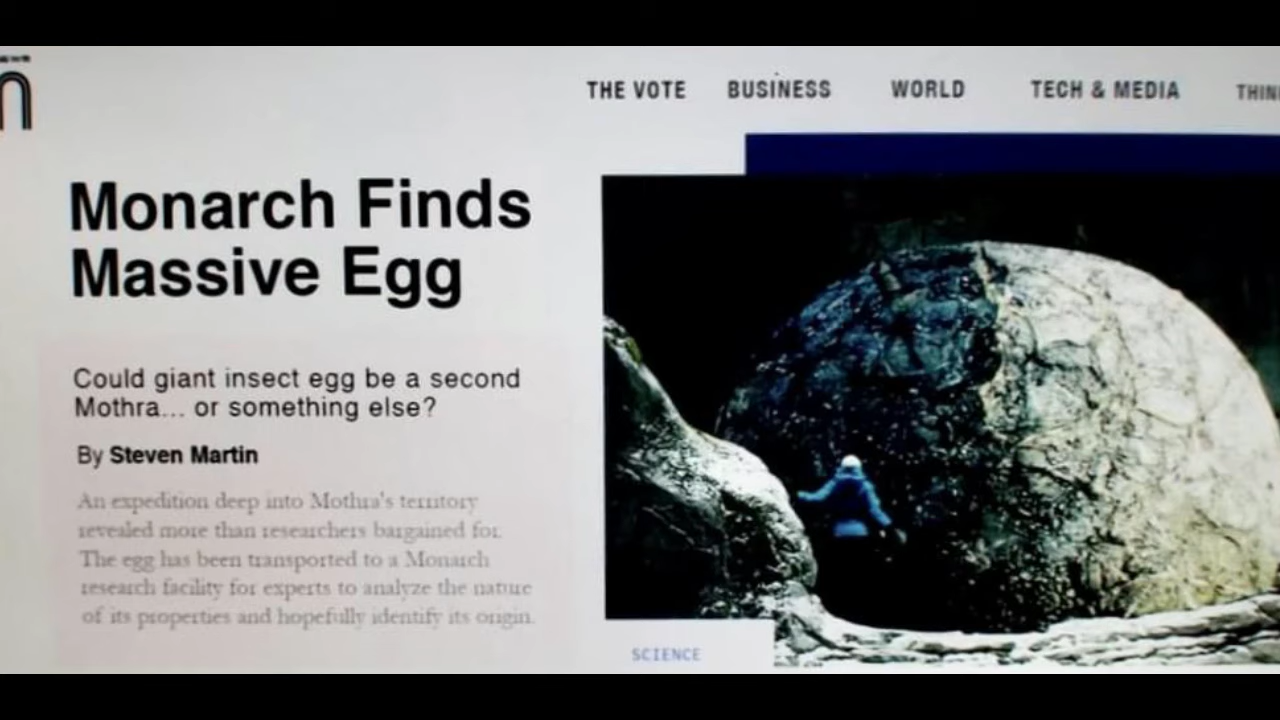 THE VOTE BUSINESS WORLD TECH & MEDIA
Monarch Finds
Massive Egg
Could giant insect egg be a second
Mothra... or something else?
By Steven Martin
An expedition deep into Mothra's territory
revealed more than researchers bargained for.
The egg has been transported to a Monarch
research facility for experts to analyze the nature
of its properties and hopefully identify its origin.
SCIENCE